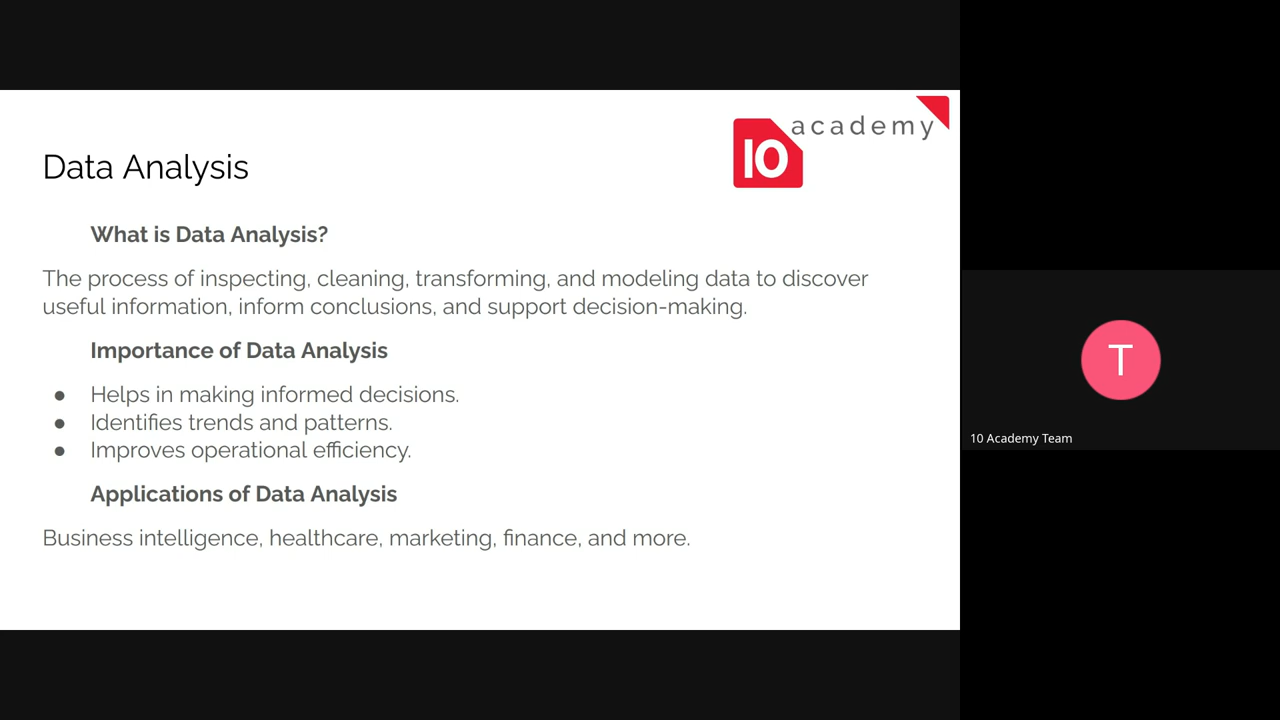 academy
10
Data Analysis
What is Data Analysis?
The process of inspecting, cleaning, transforming, and modeling data to discover
useful information, inform conclusions, and support decision-making.
Importance of Data Analysis
● Helps in making informed decisions.
● Identifies trends and patterns.
● Improves operational efficiency.
Applications of Data Analysis
Business intelligence, healthcare, marketing, finance, and more.
T
10 Academy Team